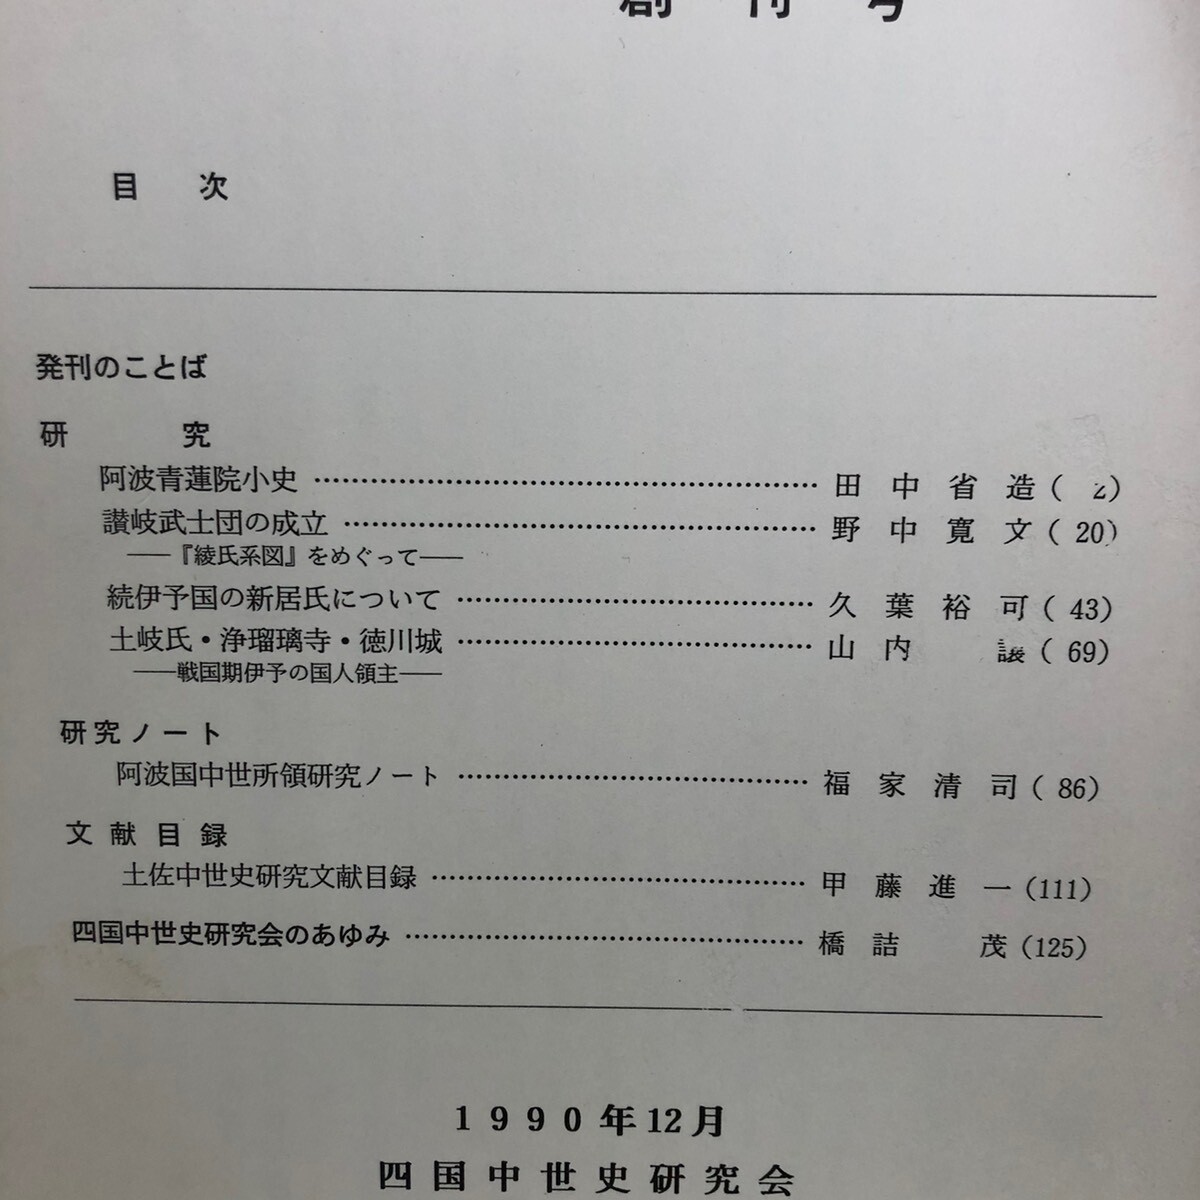 創刊号
目次
発刊のことば
研究
阿波青蓮院小史……………田中省造( 2)
讃岐武士団の成立……………野中寛文( 20)
――『綾氏系図』をめぐって――
続伊予国の新居氏について……………久葉裕可( 43)
土岐氏・浄瑠璃寺・徳川城……………山内譲( 69)
――戦国期伊予の国人領主――
研究ノート
阿波国中世所領研究ノート……………福家清司( 86)
文献目録
土佐中世史研究文献目録……………甲藤進一(111)
四国中世史研究会のあゆみ……………橋詰茂(125)
1990年12月
四国中世史研究会